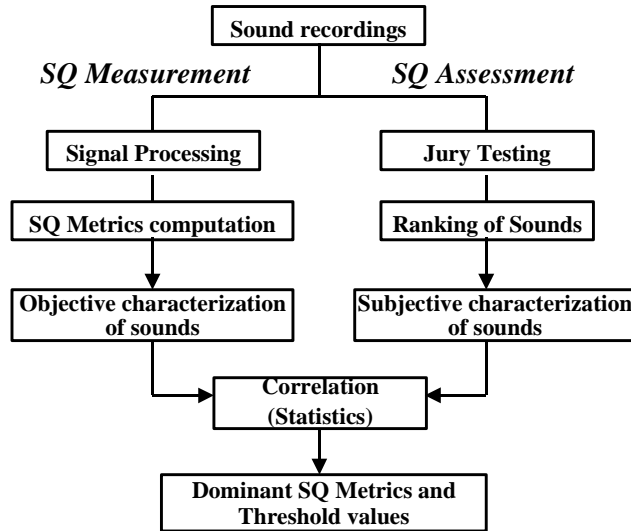 Sound recordings
SQ Measurement
SQ Assessment
Signal Processing
Jury Testing
SQ Metrics computation
Ranking of Sounds
Objective characterization
of sounds
Subjective characterization
of sounds
Correlation
(Statistics)
Dominant SQ Metrics and
Threshold values